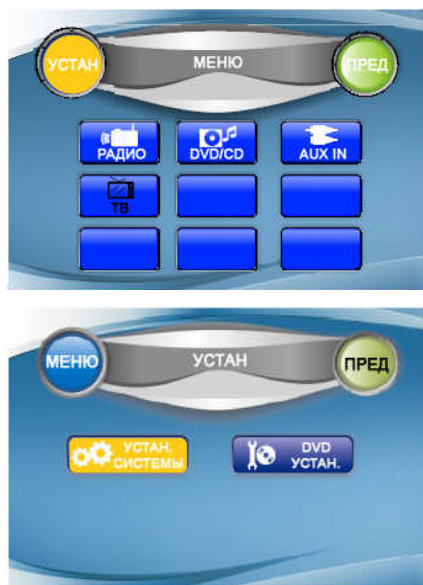 УСТАН
МЕНЮ
ПРЕД
РАДИО
DVD/CD
AUX IN
ТВ
МЕНЮ
УСТАН
ПРЕД
УСТАН.
СИСТЕМЫ
DVD
УСТАН.